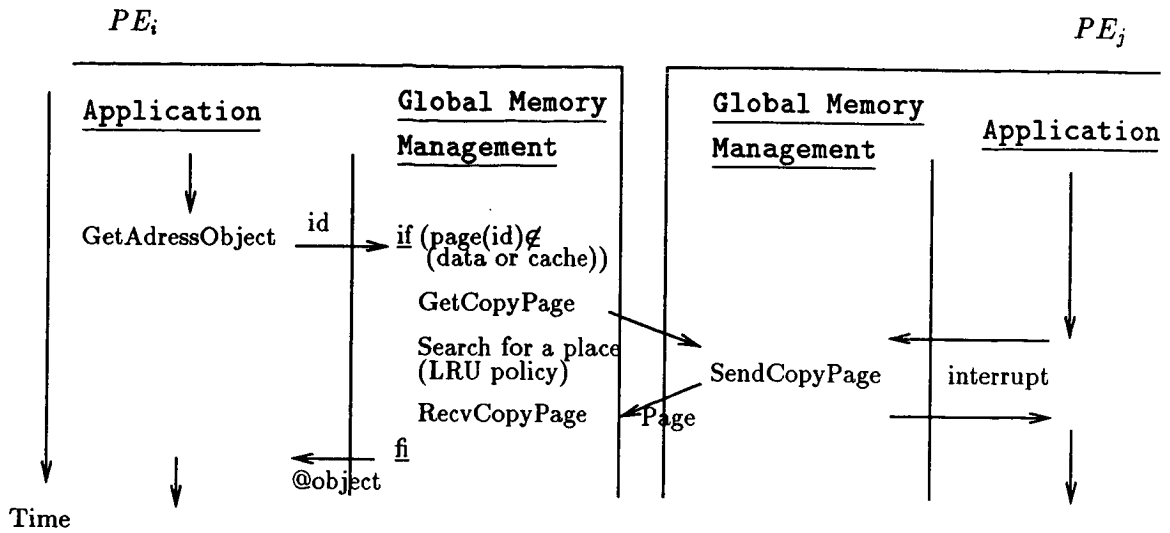 PE_i
PE_j
Application
Global Memory
Management
Global Memory
Management
Application
GetAdressObject
id
if (page(id)∉
(data or cache))
GetCopyPage
Search for a place
(LRU policy)
SendCopyPage
interrupt
RecvCopyPage
Page
fi
@object
Time